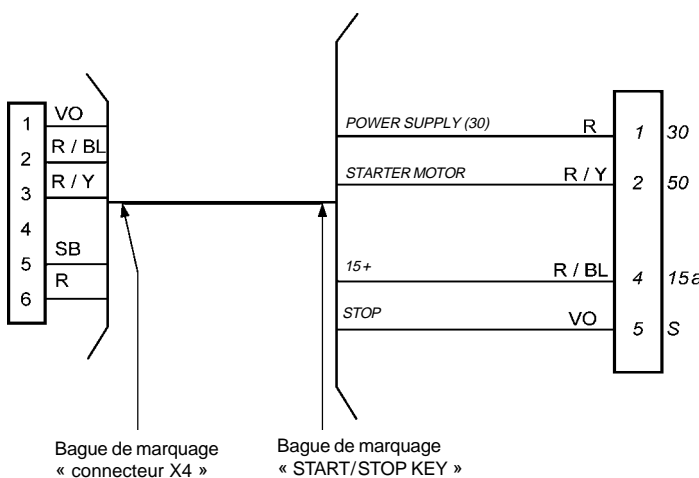 1 VO
2 R / BL
3 R / Y
4
5 SB
6 R
POWER SUPPLY (30) R 1 30
STARTER MOTOR R / Y 2 50
15+ R / BL 4 15a
STOP VO 5 S
Bague de marquage
« connecteur X4 »
Bague de marquage
« START/STOP KEY »